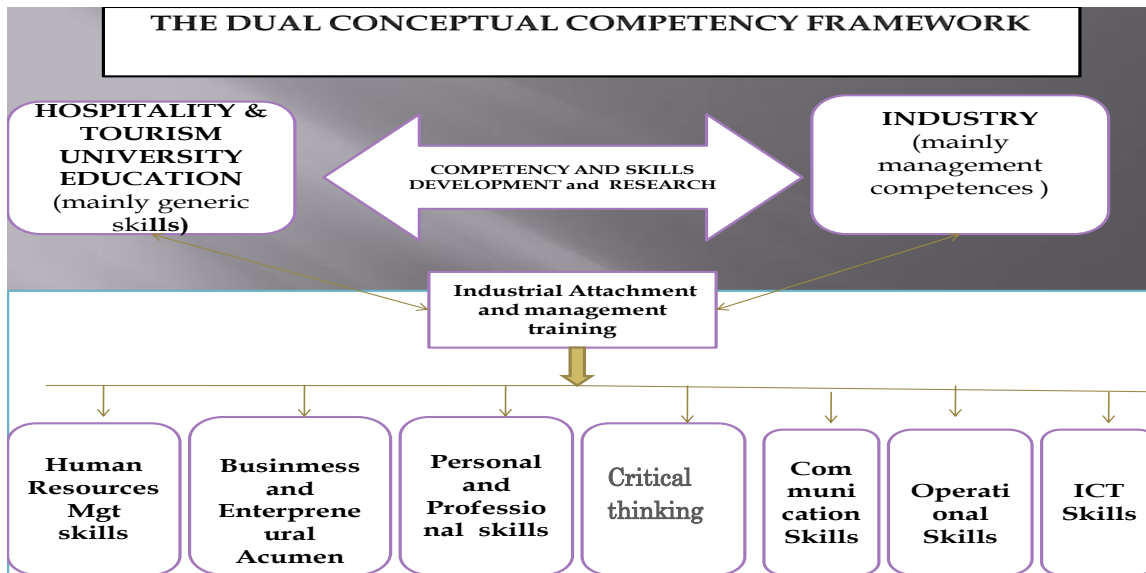 THE DUAL CONCEPTUAL COMPETENCY FRAMEWORK
HOSPITALITY &
TOURISM
UNIVERSITY
EDUCATION
(mainly generic
skills)
COMPETENCY AND SKILLS
DEVELOPMENT and RESEARCH
INDUSTRY
(mainly
management
competences )
Industrial Attachment
and management
training
Human
Resources
Mgt
skills
Businmess
and
Enterprene
ural
Acumen
Personal
and
Professio
nal skills
Critical
thinking
Com
muni
cation
Skills
Operati
onal
Skills
ICT
Skills